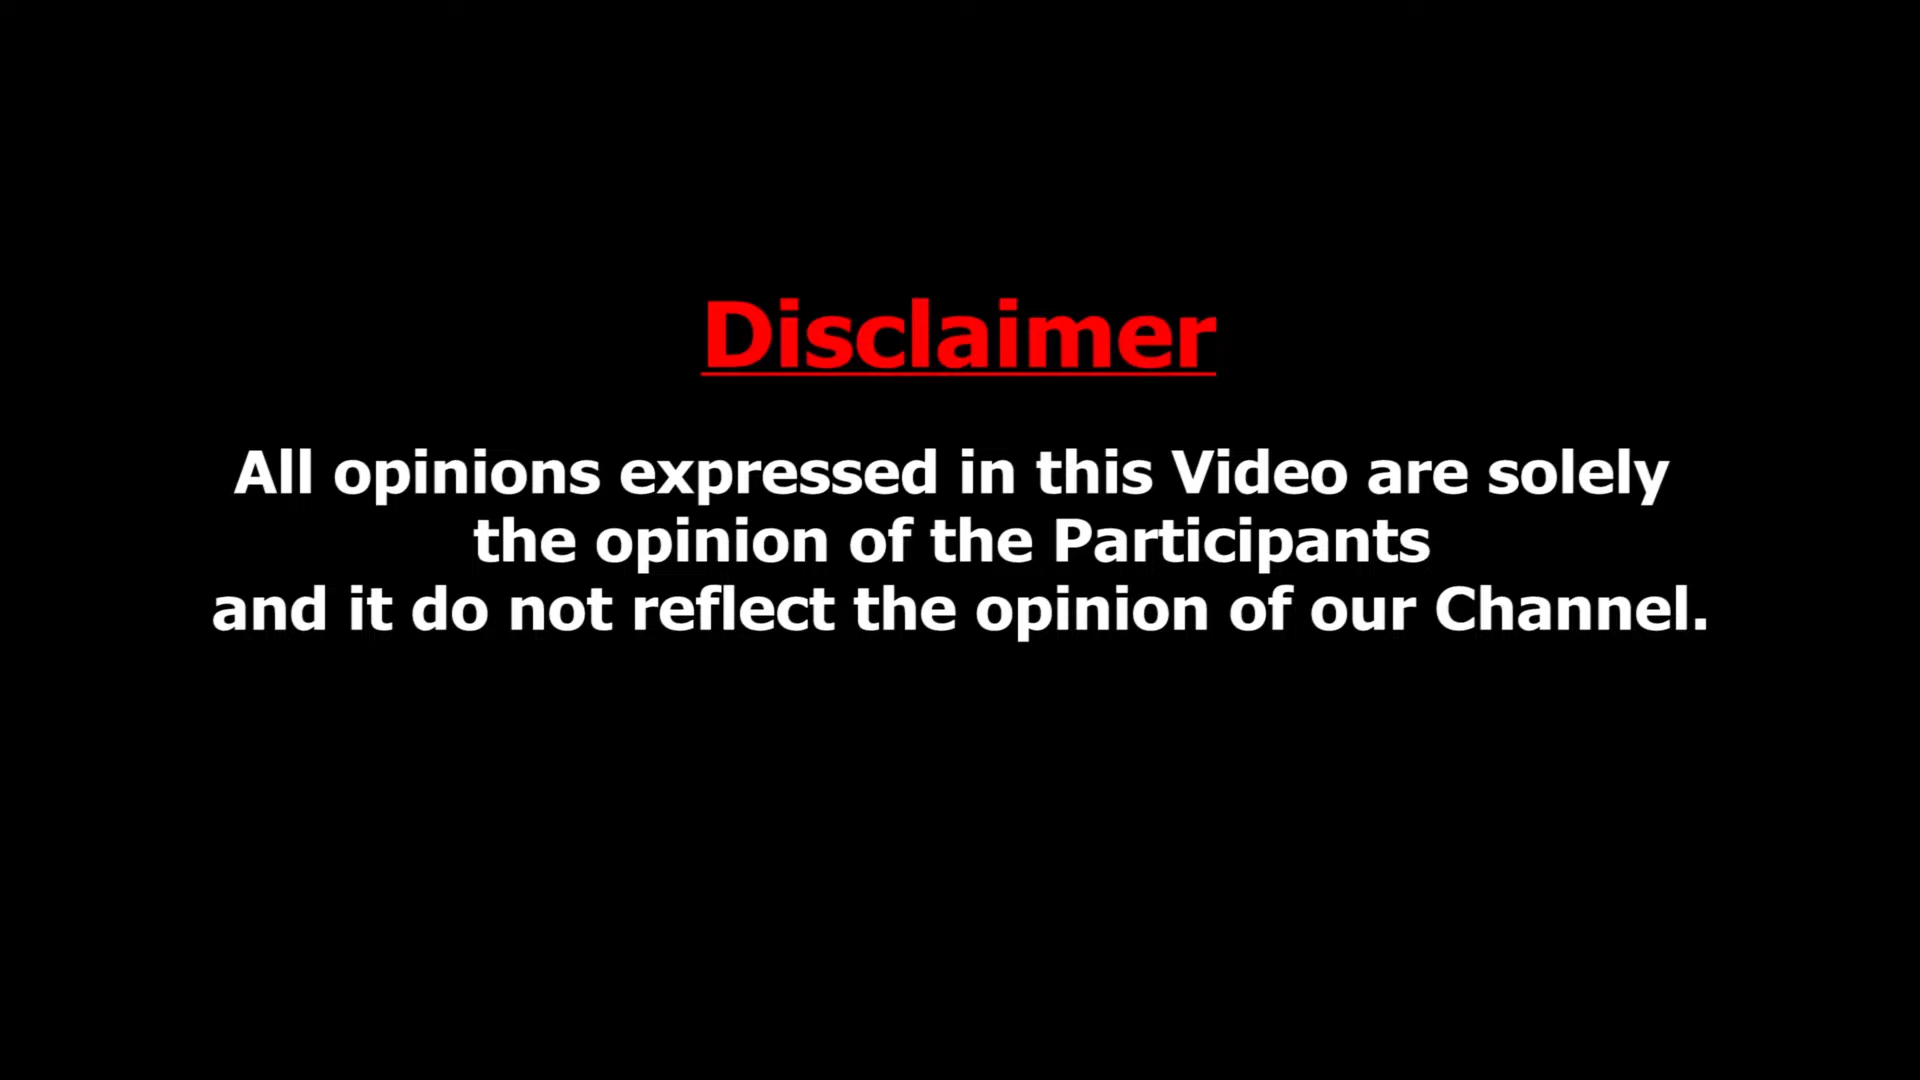 Disclaimer
All opinions expressed in this Video are solely
the opinion of the Participants
and it do not reflect the opinion of our Channel.